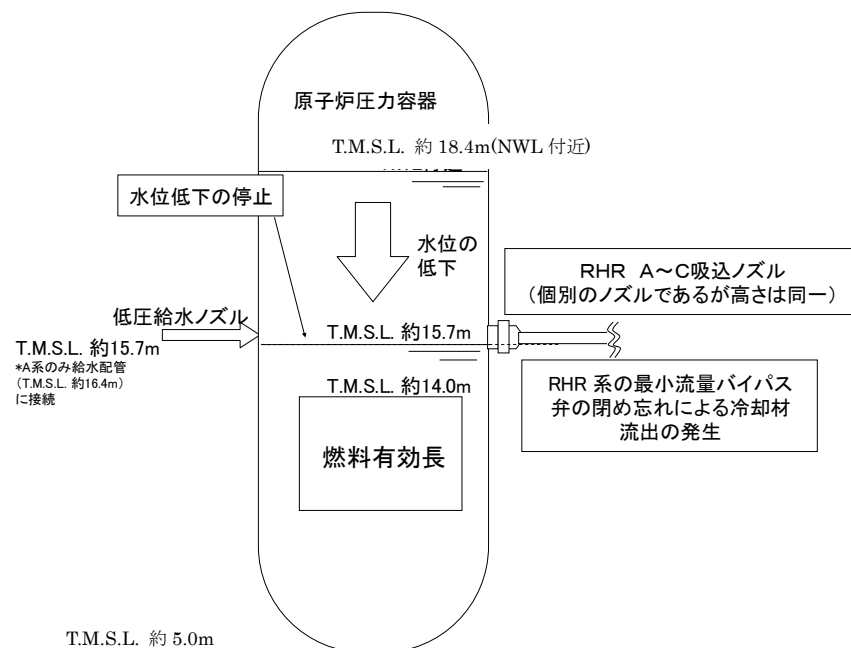 原子炉圧力容器
T.M.S.L. 約 18.4m(NWL 付近)
水位低下の停止
水位の
低下
RHR A～C吸込ノズル
(個別のノズルであるが高さは同一)
低圧給水ノズル
T.M.S.L. 約15.7m
T.M.S.L. 約15.7m
*A系のみ給水配管
(T.M.S.L. 約16.4m)
に接続
T.M.S.L. 約14.0m
RHR 系の最小流量バイパス
弁の閉め忘れによる冷却材
流出の発生
燃料有効長
T.M.S.L. 約 5.0m